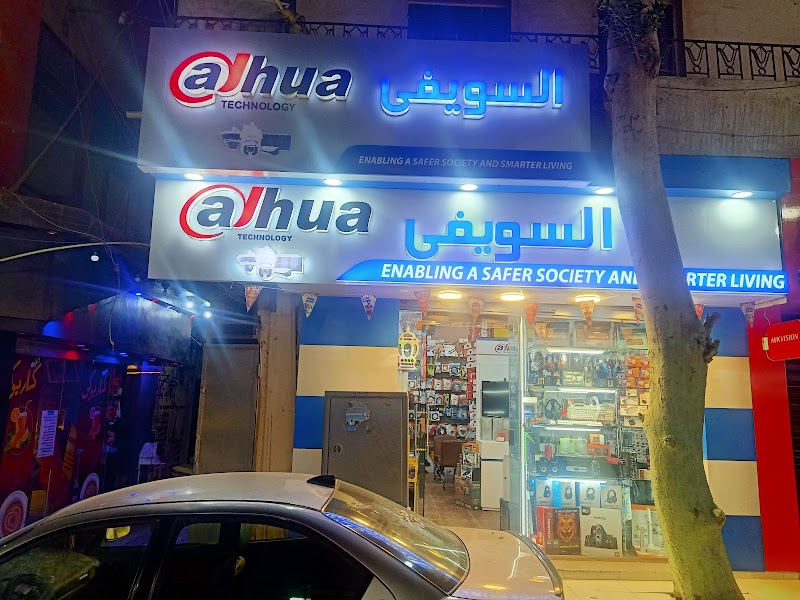 alhua السويفى
TECHNOLOGY
ENABLING A SAFER SOCIETY AND SMARTER LIVING
alhua السويفى
TECHNOLOGY
ENABLING A SAFER SOCIETY AND SMARTER LIVING
HIKVISION
alhua